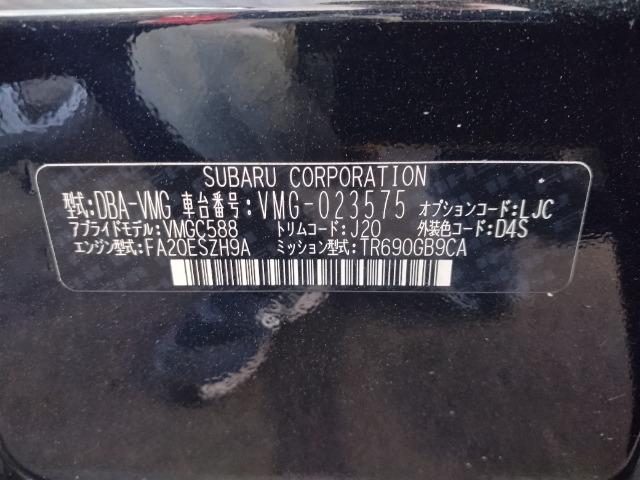 SUBARU CORPORATION
型式:DBA-VMG 車台番号:VMG-023575 オプションコード:LJC
アプライドモデル:VMGC588 トリムコード:J20 外装色コード:D4S
エンジン型式:FA20ESZH9A ミッション型式:TR690GB9CA